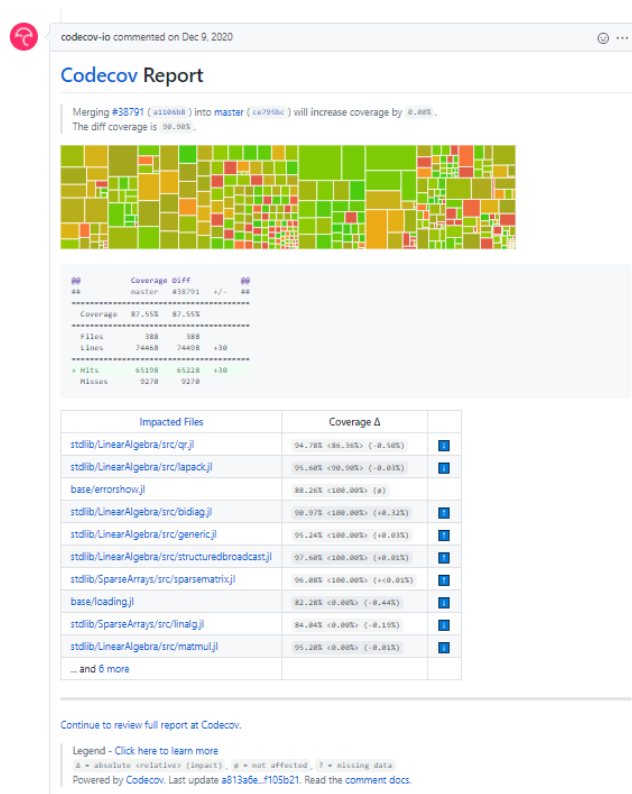 codecov-io commented on Dec 9, 2020
Codecov Report
Merging #38791 (a1106b8) into master (ce795bc) will increase coverage by 0.00%.
The diff coverage is 90.90%.
@@ Coverage Diff @@
## master #38791 +/- ##
=======================================
Coverage 87.55% 87.55%
=======================================
Files 388 388
Lines 74468 74498 +30
=======================================
+ Hits 65198 65228 +30
Misses 9270 9270
Impacted Files Coverage Δ
stdlib/LinearAlgebra/src/qr.jl 94.78% <86.36%> (-0.50%) ↓
stdlib/LinearAlgebra/src/lapack.jl 95.60% <90.90%> (-0.03%) ↓
base/errorshow.jl 88.26% <100.00%> (ø)
stdlib/LinearAlgebra/src/bidiag.jl 90.97% <100.00%> (+0.32%) ↑
stdlib/LinearAlgebra/src/generic.jl 95.24% <100.00%> (+0.03%) ↑
stdlib/LinearAlgebra/src/structuredbroadcast.jl 97.60% <100.00%> (+0.01%) ↑
stdlib/SparseArrays/src/sparsematrix.jl 96.08% <100.00%> (+<0.01%) ↑
base/loading.jl 82.28% <0.00%> (-0.44%) ↓
stdlib/SparseArrays/src/linalg.jl 84.04% <0.00%> (-0.19%) ↓
stdlib/LinearAlgebra/src/matmul.jl 95.20% <0.00%> (-0.01%) ↓
... and 6 more
Continue to review full report at Codecov.
Legend - Click here to learn more
Δ = absolute <relative> (impact), ø = not affected, ? = missing data
Powered by Codecov. Last update a813a6e...f105b21. Read the comment docs.